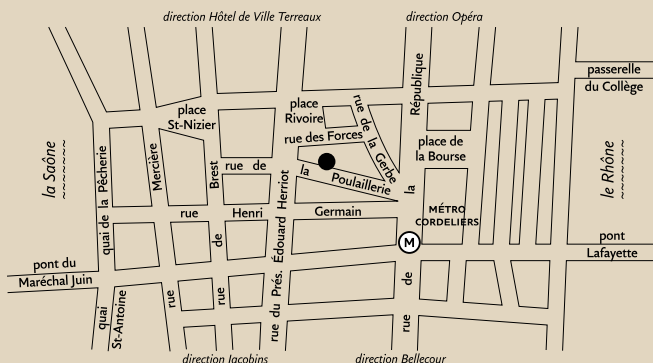 direction Hôtel de Ville Terreaux
direction Opéra
passerelle
du Collège
République
place
St-Nizier
place
Rivoire
rue de la Gerbe
rue des Forces
place de
la Bourse
la Saône
quai de la Pêcherie
Mercière
Brest
rue de
la Poulaillerie
la
le Rhône
rue Henri Germain
MÉTRO
CORDELIERS
M
de
rue du Prés. Édouard Herriot
pont
Lafayette
pont du
Maréchal Juin
quai
St-Antoine
rue
rue
de
rue
direction Jacobins
direction Bellecour